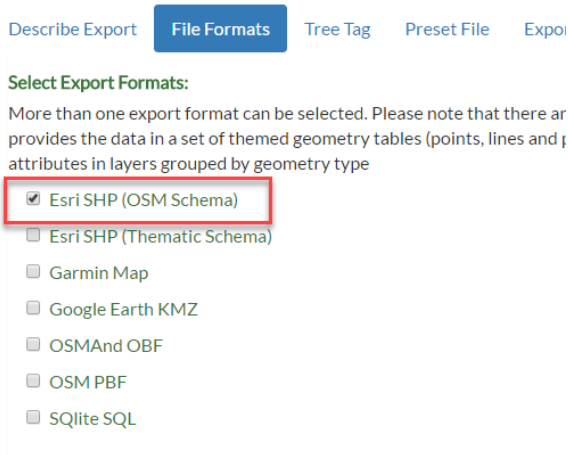 Describe Export File Formats Tree Tag Preset File
Select Export Formats:
More than one export format can be selected. Please note that there
provides the data in a set of themed geometry tables (points, lines and
attributes in layers grouped by geometry type
Esri SHP (OSM Schema)
Esri SHP (Thematic Schema)
Garmin Map
Google Earth KMZ
OSMAnd OBF
OSM PBF
SQlite SQL